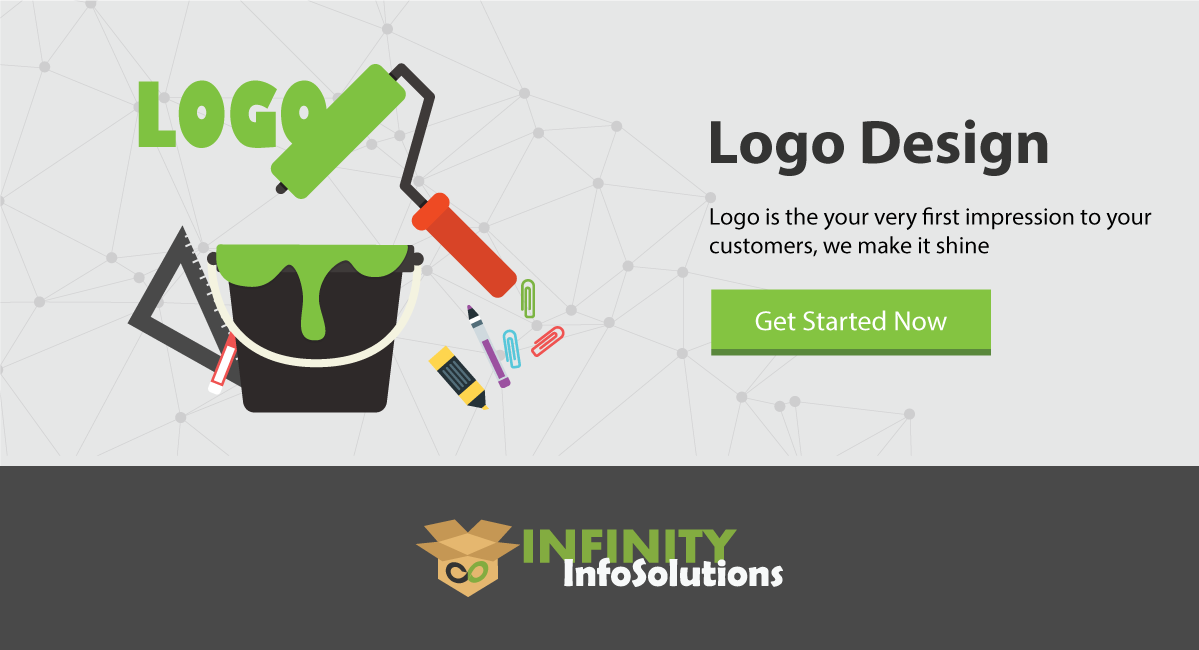 LOGO
Logo Design
Logo is the your very first impression to your
customers, we make it shine
Get Started Now
INFINITY
InfoSolutions